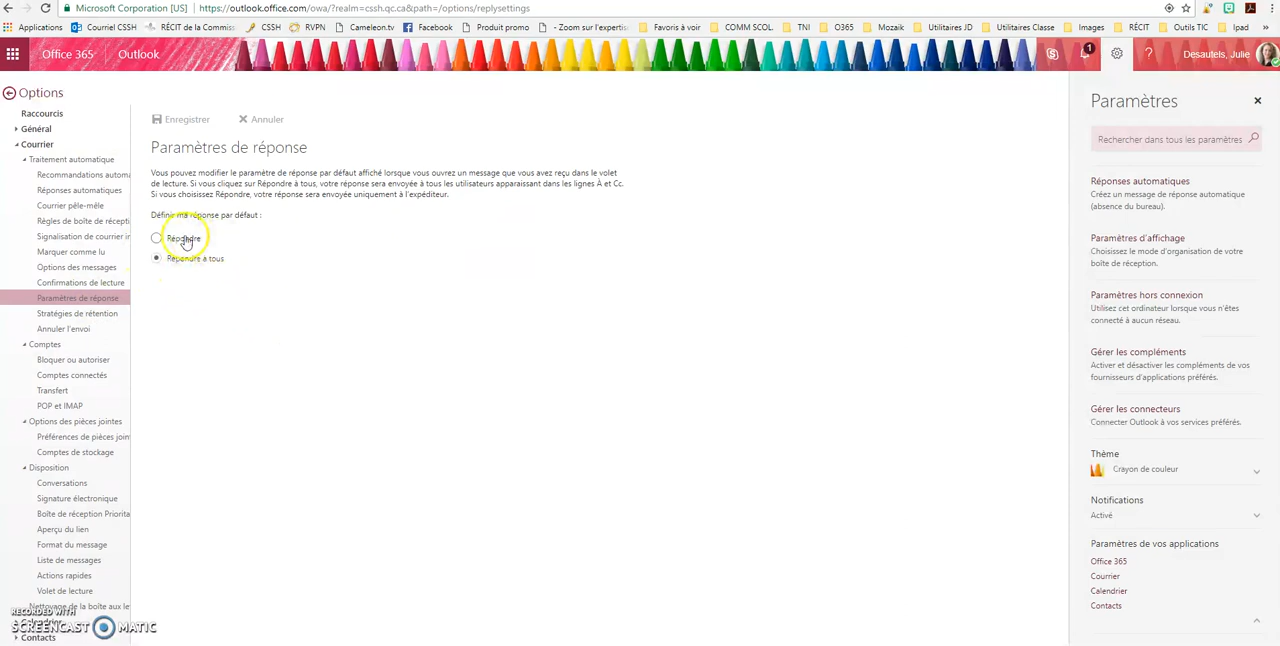 Microsoft Corporation [US] https://outlook.office.com/owa/?realm=cssh.qc.ca&path=/options/replysettings
Applications Courriel CSSH RÉCIT de la Commiss CSSH RVPN Cameleon.tv Facebook Produit promo - Zoom sur l'expertis Favoris à voir COMM SCOL. TNI O365 Mozaik Utilitaires JD Utilitaires Classe Images RÉCIT Outils TIC Ipad »
Office 365 Outlook 1 ? Desautels, Julie
Options
Raccourcis
Général
Courrier
Traitement automatique
Recommandations automa
Réponses automatiques
Courrier pêle-mêle
Règles de boîte de récepti
Signalisation de courrier in
Marquer comme lu
Options des messages
Confirmations de lecture
Paramètres de réponse
Stratégies de rétention
Annuler l'envoi
Comptes
Bloquer ou autoriser
Comptes connectés
Transfert
POP et IMAP
Options des pièces jointes
Préférences de pièces join
Comptes de stockage
Disposition
Conversations
Signature électronique
Boîte de réception Priorita
Aperçu du lien
Format du message
Liste de messages
Actions rapides
Volet de lecture
Nettoyage de la boîte aux le
Calendrier
Contacts
RECORDED WITH
SCREENCAST MATIC
Enregistrer Annuler
Paramètres de réponse
Vous pouvez modifier le paramètre de réponse par défaut affiché lorsque vous ouvrez un message que vous avez reçu dans le volet
de lecture. Si vous cliquez sur Répondre à tous, votre réponse sera envoyée à tous les utilisateurs apparaissant dans les lignes À et Cc.
Si vous choisissez Répondre, votre réponse sera envoyée uniquement à l'expéditeur.
Définir ma réponse par défaut :
Répondre
Répondre à tous
Paramètres
Rechercher dans tous les paramètres
Réponses automatiques
Créez un message de réponse automatique
(absence du bureau).
Paramètres d'affichage
Choisissez le mode d'organisation de votre
boîte de réception.
Paramètres hors connexion
Utilisez cet ordinateur lorsque vous n'êtes
connecté à aucun réseau.
Gérer les compléments
Activer et désactiver les compléments de vos
fournisseurs d'applications préférés.
Gérer les connecteurs
Connecter Outlook à vos services préférés.
Thème
Crayon de couleur
Notifications
Activé
Paramètres de vos applications
Office 365
Courrier
Calendrier
Contacts